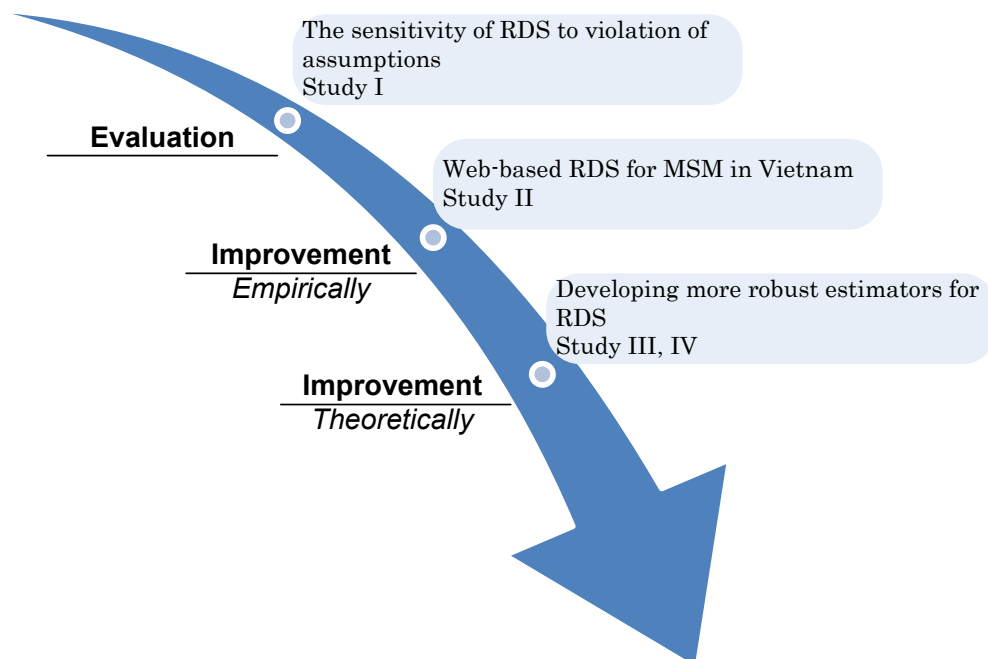 The sensitivity of RDS to violation of
assumptions
Study I
Evaluation
Web-based RDS for MSM in Vietnam
Study II
Improvement
Empirically
Developing more robust estimators for
RDS
Study III, IV
Improvement
Theoretically